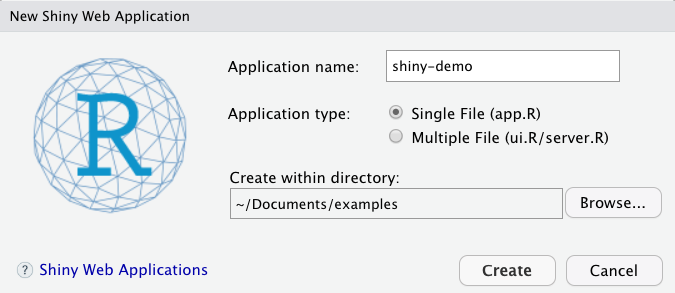 New Shiny Web Application
R
Application name: shiny-demo
Application type: Single File (app.R)
Multiple File (ui.R/server.R)
Create within directory:
~/Documents/examples Browse...
? Shiny Web Applications Create Cancel